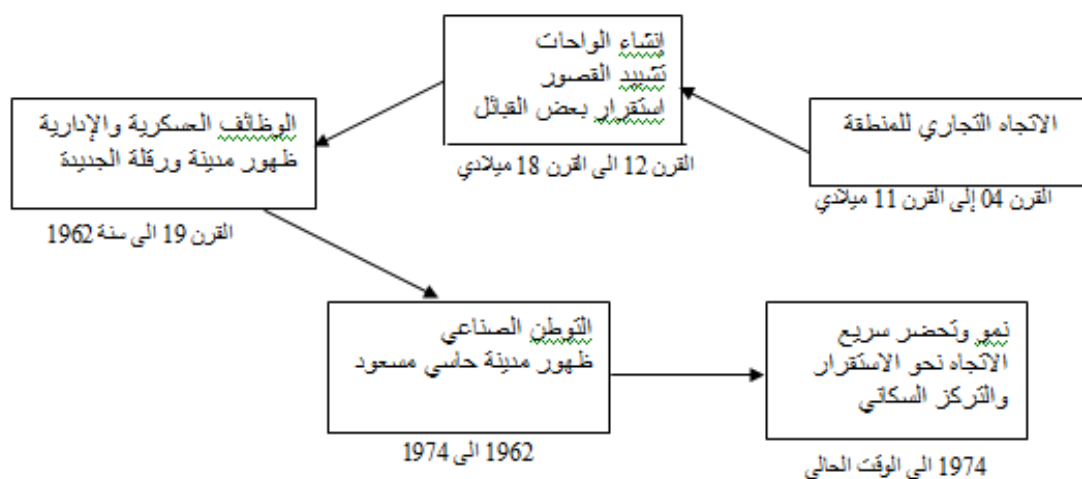 الاتجاه التجاري للمنطقة
القرن 04 إلى القرن 11 ميلادي
إنشاء الواحات
تشييد القصور
استقرار بعض القبائل
القرن 12 الى القرن 18 ميلادي
الوظائف العسكرية والإدارية
ظهور مدينة ورقلة الجديدة
القرن 19 الى سنة 1962
التوطن الصناعي
ظهور مدينة حاسي مسعود
1962 الى 1974
نمو وتحضر سريع
الاتجاه نحو الاستقرار
والتركز السكاني
1974 الى الوقت الحالي